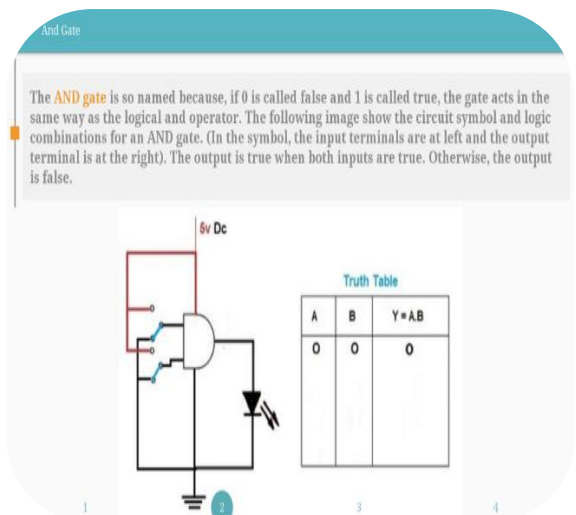 And Gate
The AND gate is so named because, if 0 is called false and 1 is called true, the gate acts in the
same way as the logical and operator. The following image show the circuit symbol and logic
combinations for an AND gate. (In the symbol, the input terminals are at left and the output
terminal is at the right). The output is true when both inputs are true. Otherwise, the output
is false.
5v Dc
Truth Table
A B Y=A.B
0 0 0
1 2 3 4